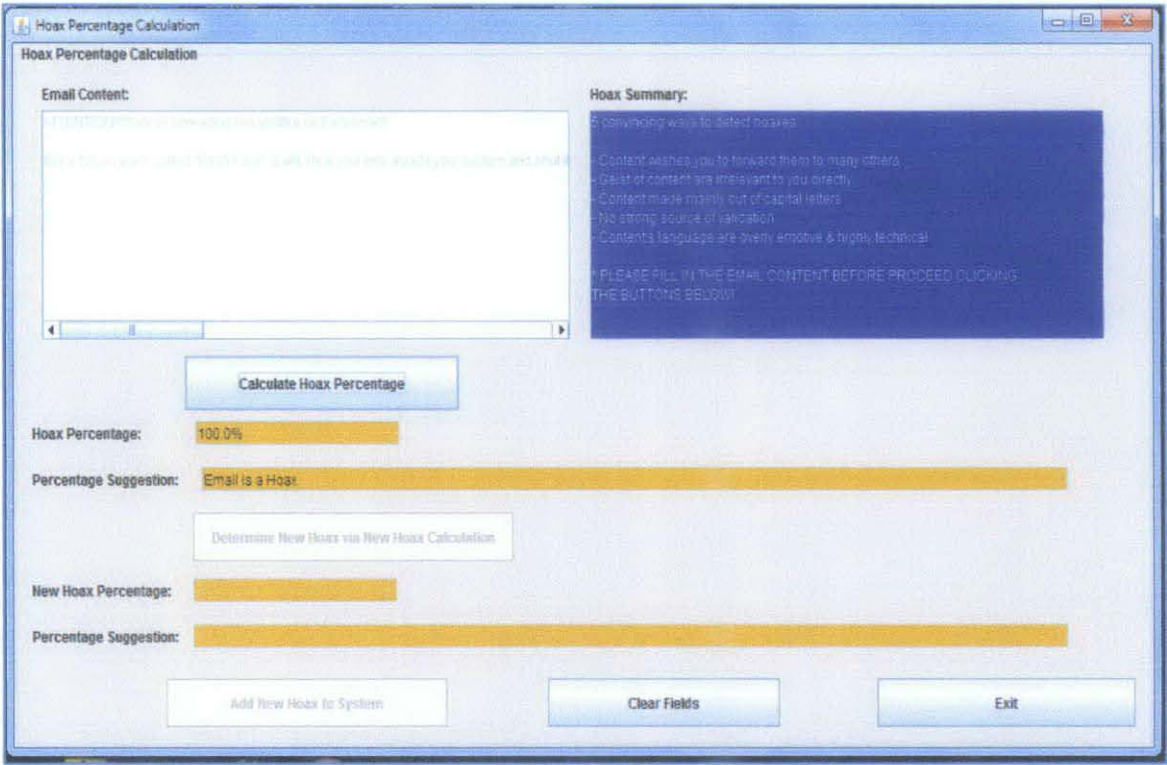 Hoax Percentage Calculation
Hoax Percentage Calculation
Email Content:
Hoax Summary:
5 convincing ways to detect hoaxes
- Content wishes you to forward them to many others
- Geist of content are irrelevant to you directly
- Content made mainly out of capital letters
- No strong source of varication
- Contents language are overly emotive & highly technical
* PLEASE FILL IN THE EMAIL CONTENT BEFORE PROCEED CLICKING
THE BUTTONS BELOW!
Calculate Hoax Percentage
Hoax Percentage:
100.0%
Percentage Suggestion:
Email is a Hoax
Determine New Hoax via New Hoax Calculation
New Hoax Percentage:
Percentage Suggestion:
Add New Hoax to System
Clear Fields
Exit